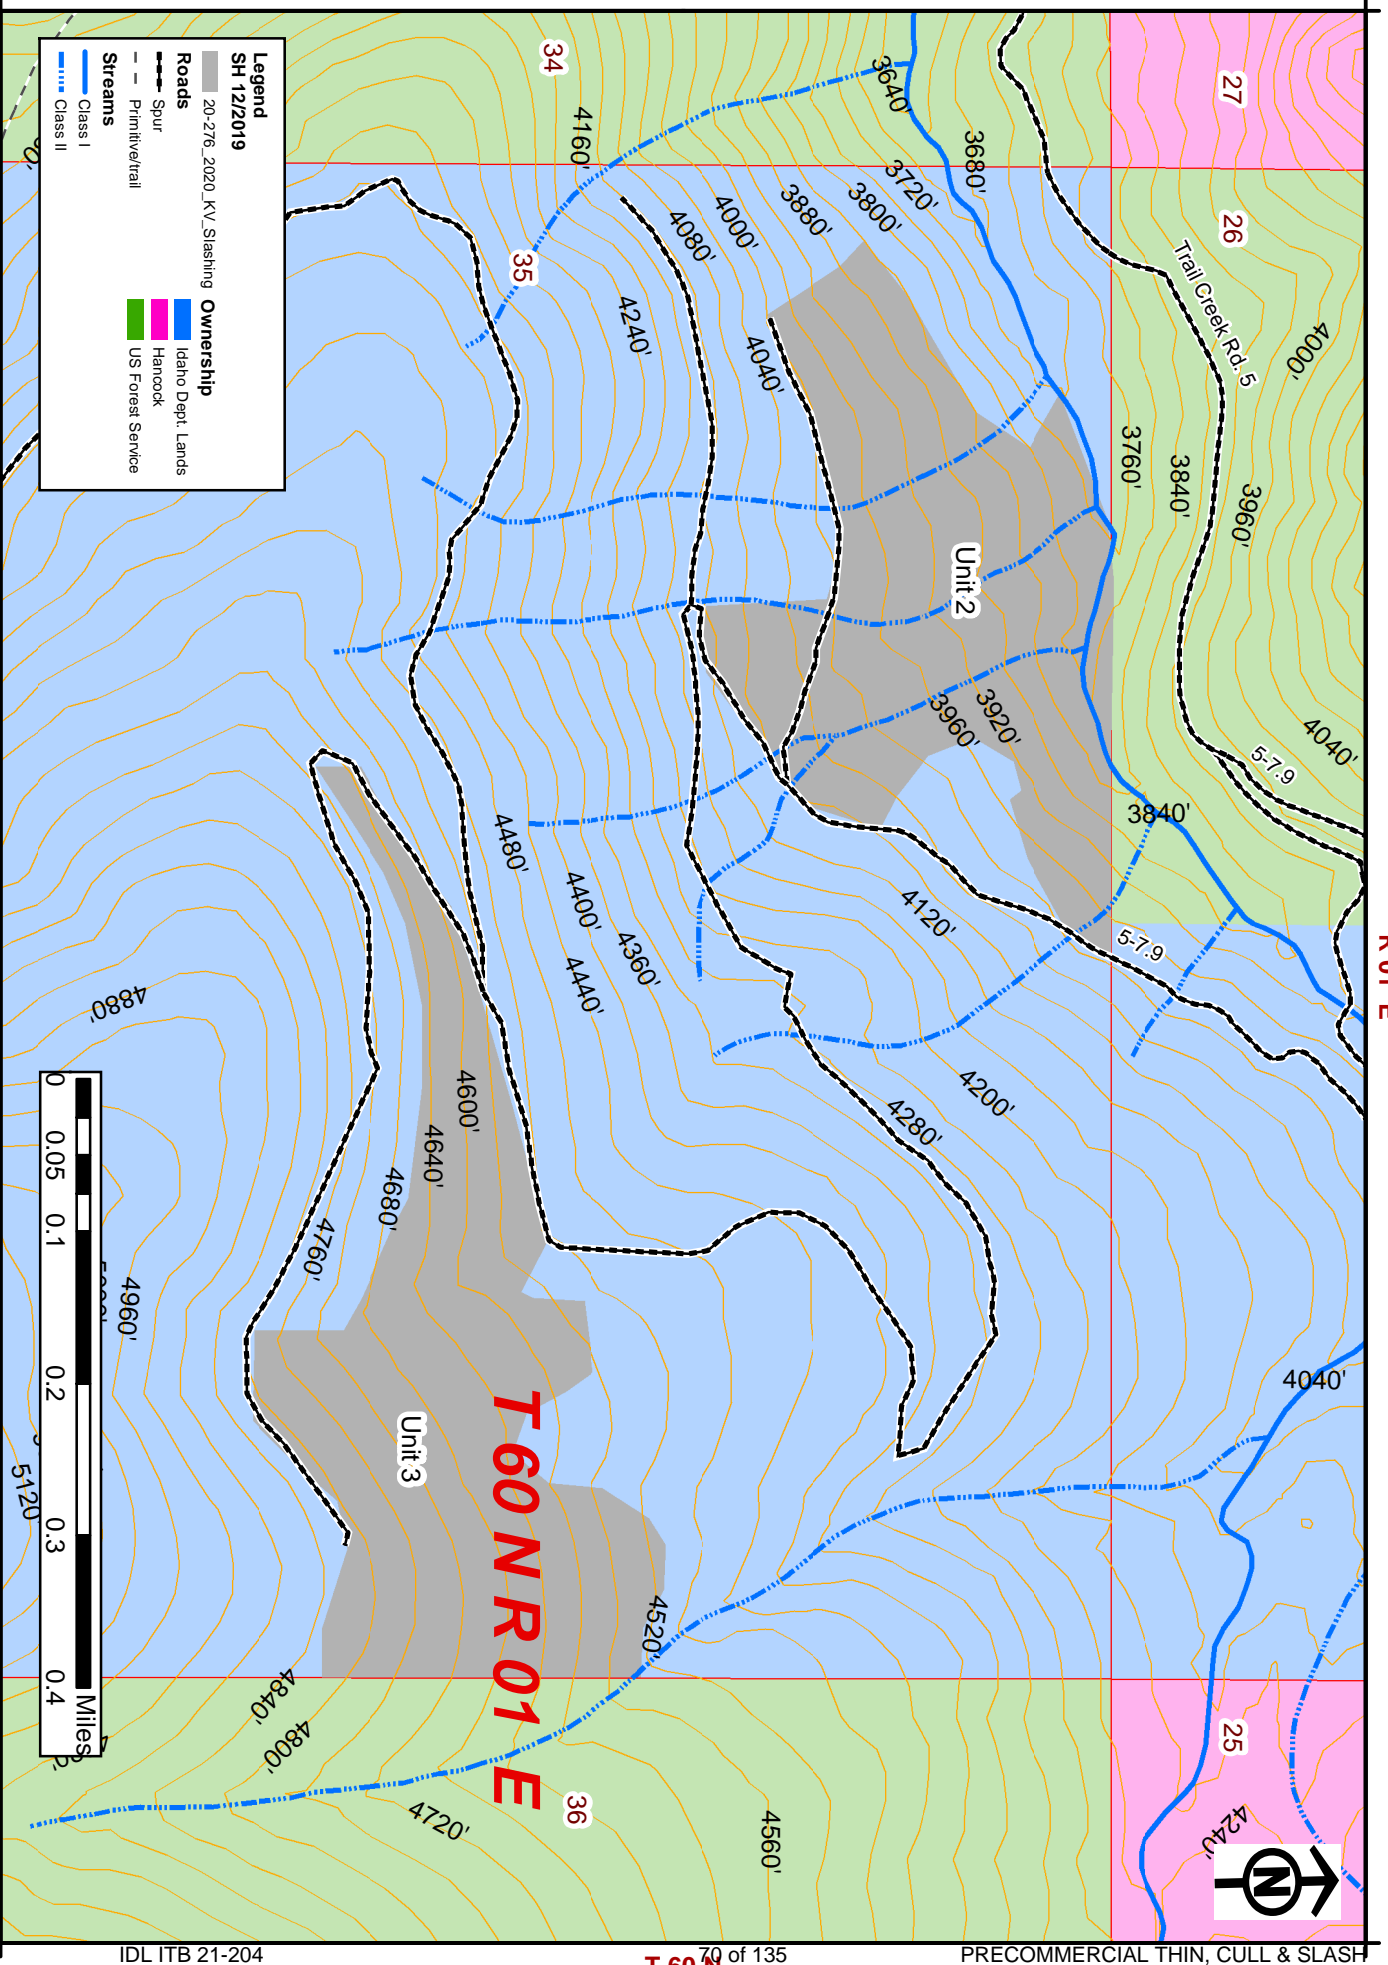 Legend
SH 12/2019
20-276_2020_KV_Slashing
Roads
Spur
Primitive/trail
Streams
Class I
Class II
Ownership
Idaho Dept. Lands
Hancock
US Forest Service
34
27
26
35
25
36
3640'
3680'
4160'
3720'
3800'
3880'
4000'
4080'
4240'
4040'
Trail Creek Rd. 5
4000'
3760'
3840'
3960'
4040'
5-7.9
3840'
Unit 2
3920'
3960'
4120'
5-7.9
4480'
4400'
4360'
4440'
4200'
4280'
4880'
4600'
4640'
4680'
4760'
4960'
5120'
4040'
Unit 3
T 60 N R 01 E
4520'
4840'
4800'
4720'
4560'
4240'
N
0 0.05 0.1 0.2 0.3 0.4
Miles
R 01 E
T 60 N
IDL ITB 21-204
70 of 135
PRECOMMERCIAL THIN, CULL & SLASH